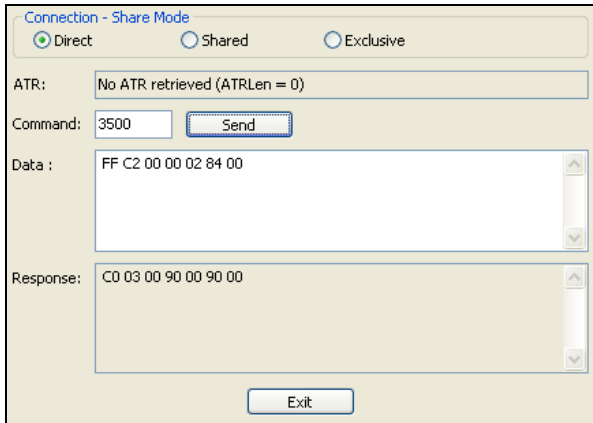 Connection - Share Mode
Direct Shared Exclusive
ATR: No ATR retrieved (ATRLen = 0)
Command: 3500 Send
Data : FF C2 00 00 02 84 00
Response: C0 03 00 90 00 90 00
Exit